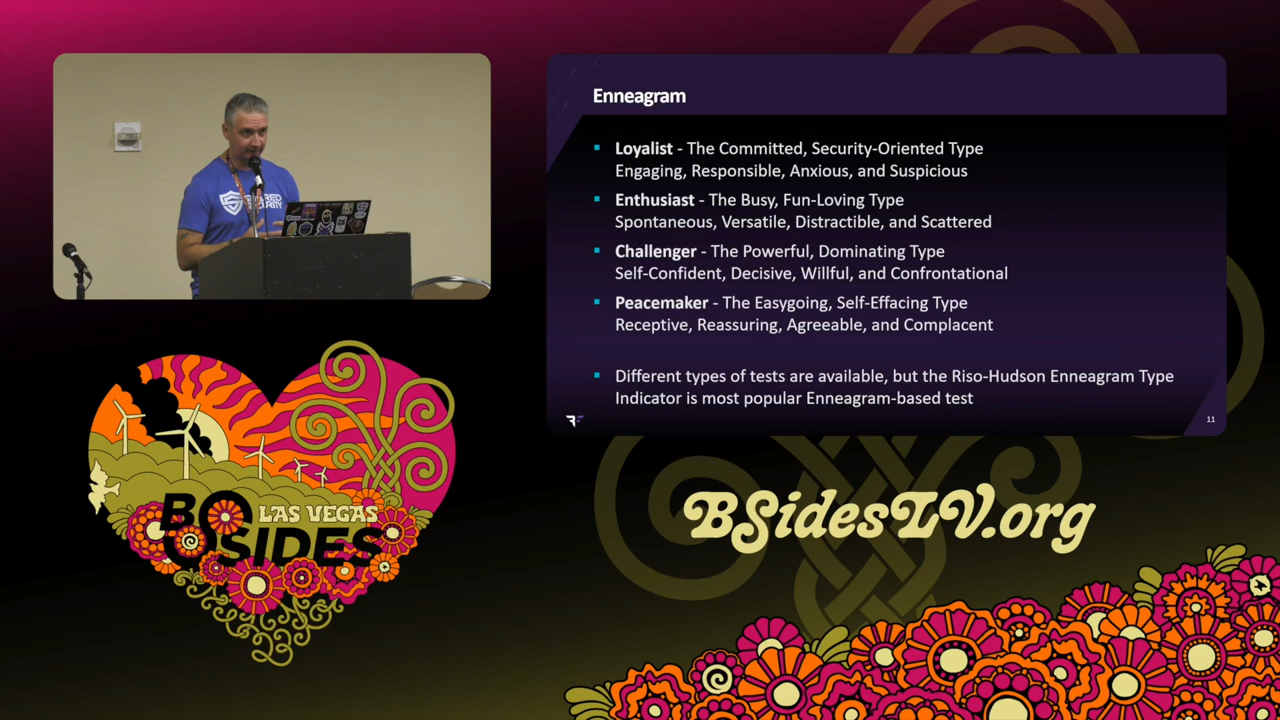 Enneagram
Loyalist - The Committed, Security-Oriented Type
Engaging, Responsible, Anxious, and Suspicious
Enthusiast - The Busy, Fun-Loving Type
Spontaneous, Versatile, Distractible, and Scattered
Challenger - The Powerful, Dominating Type
Self-Confident, Decisive, Willful, and Confrontational
Peacemaker - The Easygoing, Self-Effacing Type
Receptive, Reassuring, Agreeable, and Complacent
Different types of tests are available, but the Riso-Hudson Enneagram Type
Indicator is most popular Enneagram-based test
11
LAS VEGAS
SIDES
23
BSidesLV.org